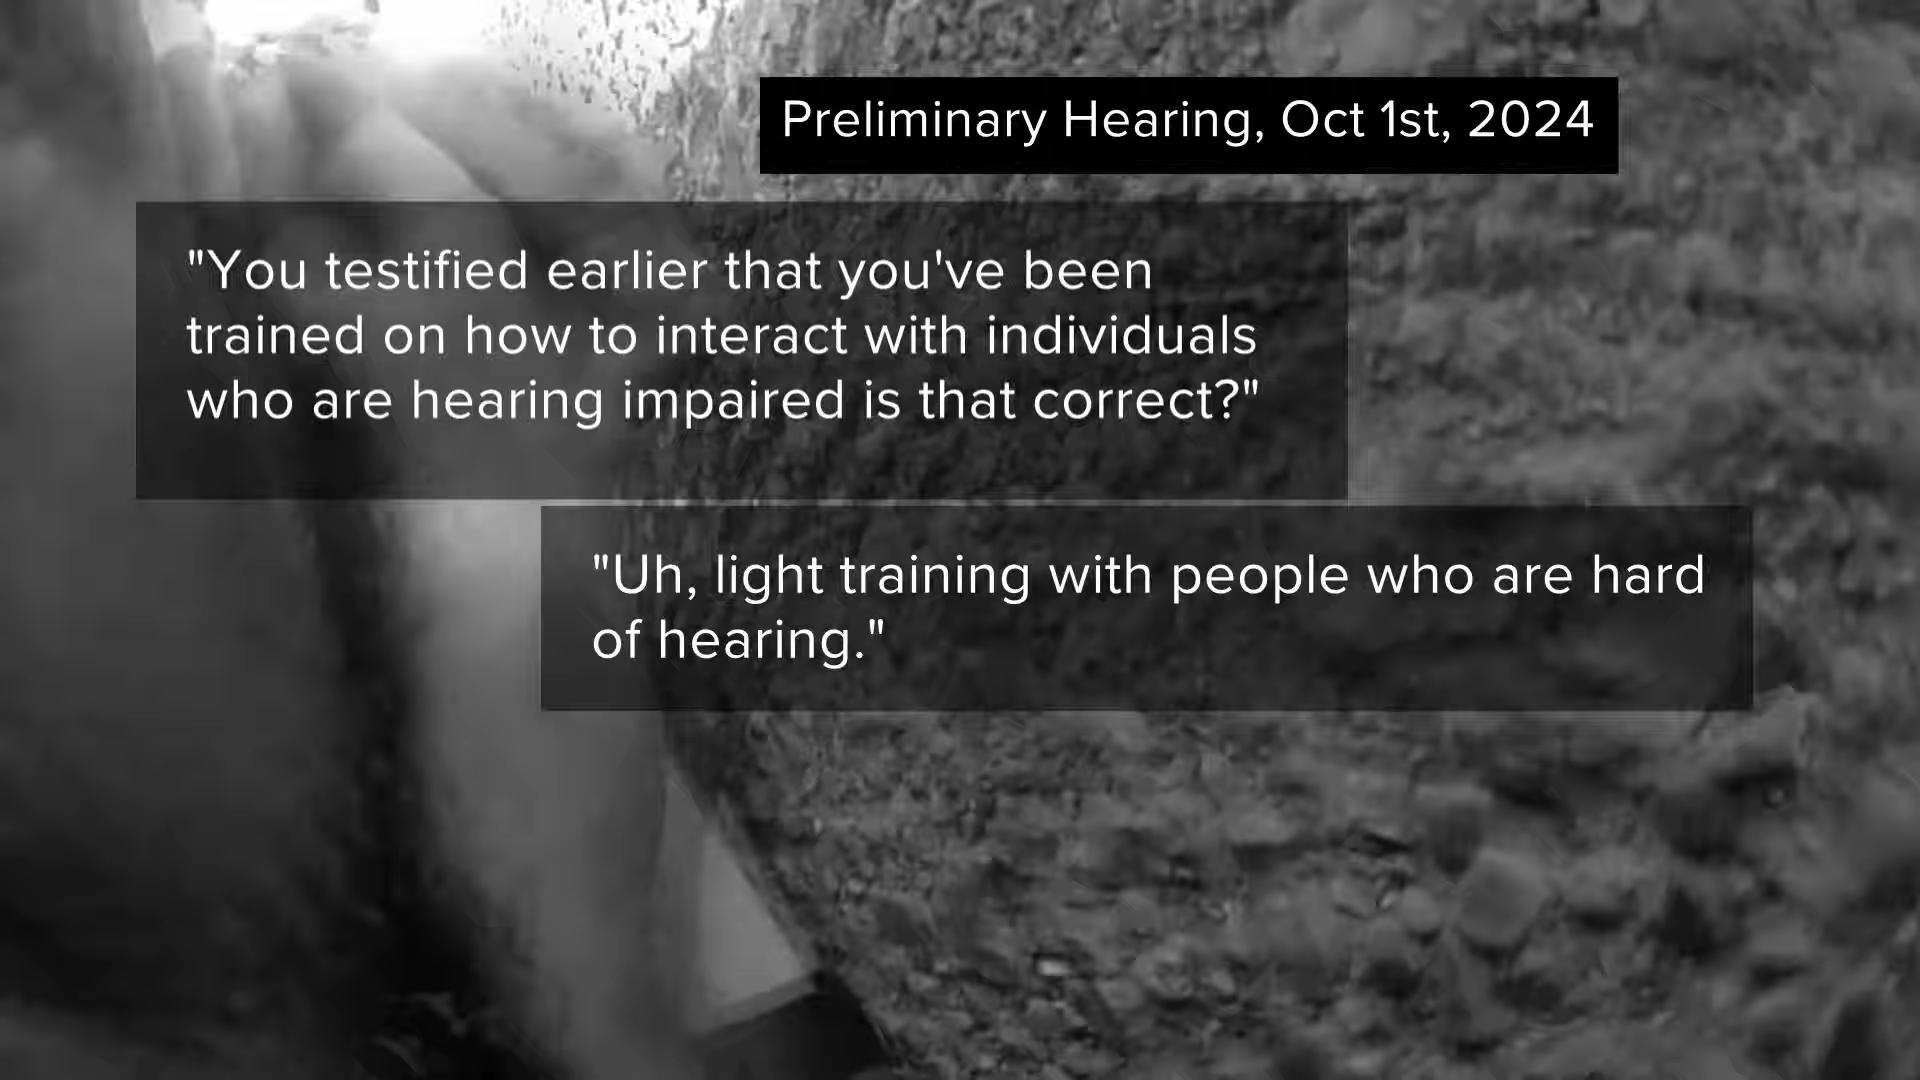 Preliminary Hearing, Oct 1st, 2024
"You testified earlier that you've been
trained on how to interact with individuals
who are hearing impaired is that correct?"
"Uh, light training with people who are hard
of hearing."